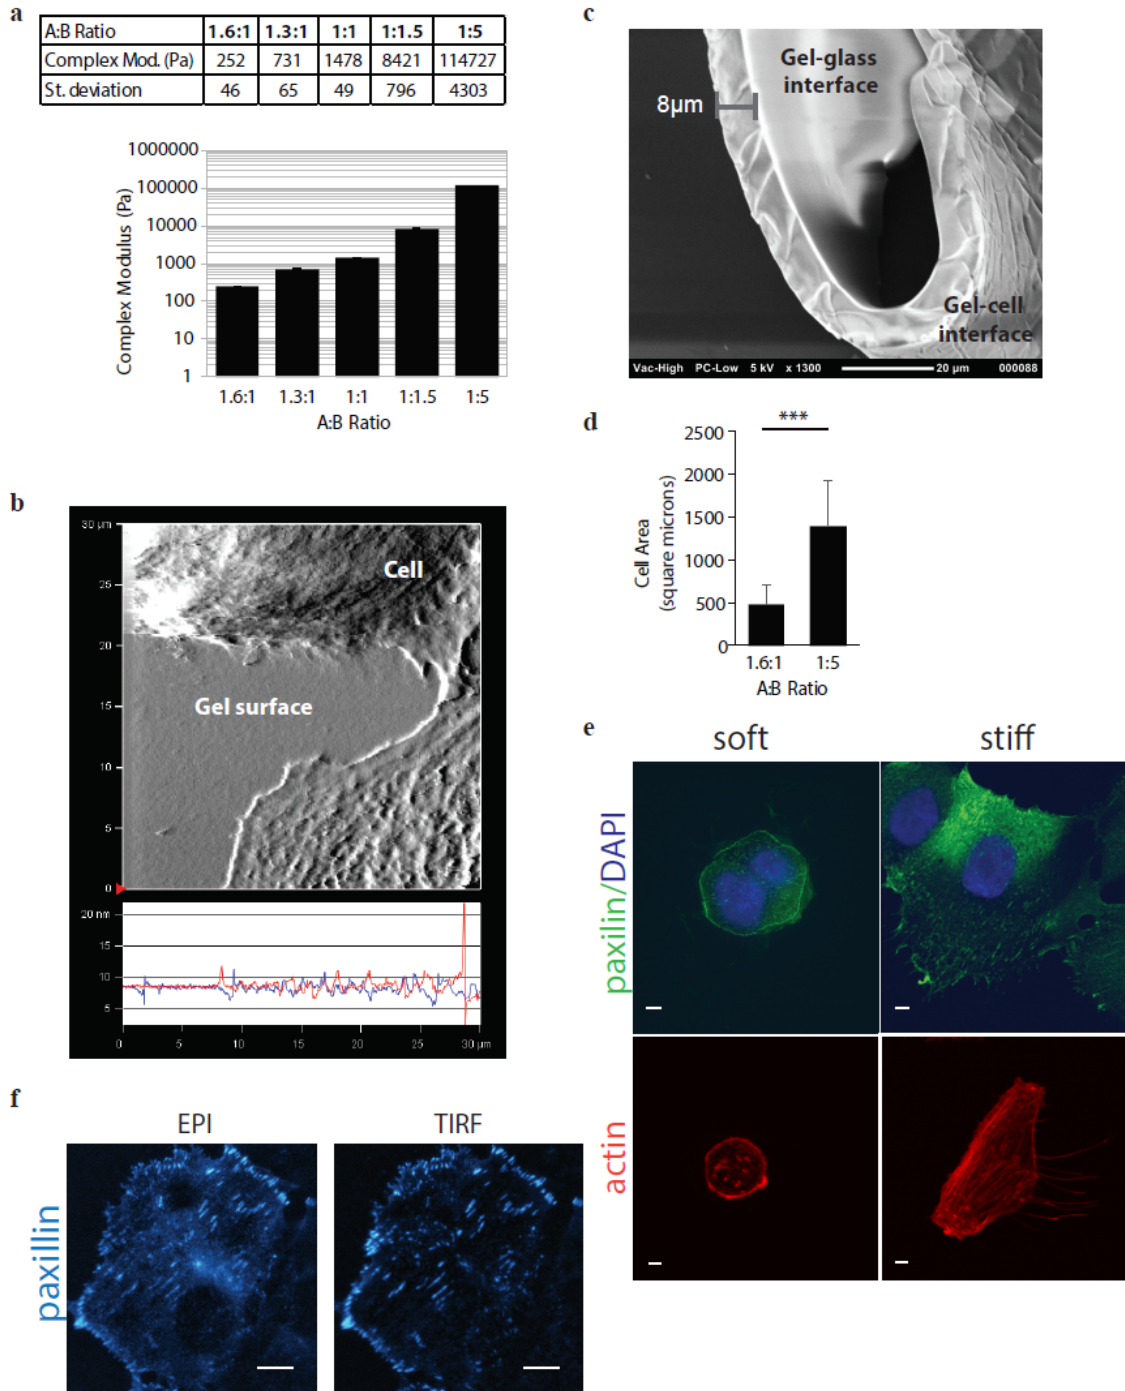 a
A:B Ratio 1.6:1 1.3:1 1:1 1:1.5 1:5
Complex Mod. (Pa) 252 731 1478 8421 114727
St. deviation 46 65 49 796 4303
Complex Modulus (Pa)
1000000
100000
10000
1000
100
10
1
1.6:1 1.3:1 1:1 1:1.5 1:5
A:B Ratio
b
30 µm
25
20
15
10
5
0
Cell
Gel surface
20 nm
15
10
5
0 5 10 15 20 25 30 µm
c
Gel-glass
interface
8µm
Gel-cell
interface
Vac-High PC-Low 5 kV x 1300 20 µm 000088
d
***
Cell Area
(square microns)
2500
2000
1500
1000
500
0
1.6:1 1:5
A:B Ratio
e
soft stiff
paxilin/DAPI
actin
f
EPI TIRF
paxillin